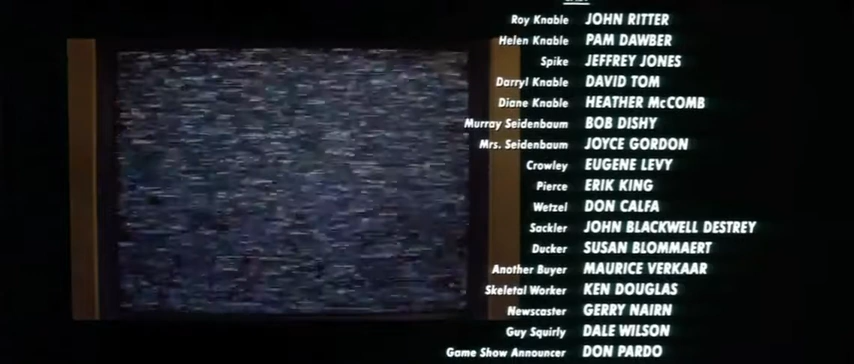 Roy Knable JOHN RITTER
Helen Knable PAM DAWBER
Spike JEFFREY JONES
Darryl Knable DAVID TOM
Diane Knable HEATHER McCOMB
Murray Seidenbaum BOB DISHY
Mrs. Seidenbaum JOYCE GORDON
Crowley EUGENE LEVY
Pierce ERIK KING
Wetzel DON CALFA
Sackler JOHN BLACKWELL DESTREY
Ducker SUSAN BLOMMAERT
Another Buyer MAURICE VERKAAR
Skeletal Worker KEN DOUGLAS
Newscaster GERRY NAIRN
Guy Squirly DALE WILSON
Game Show Announcer DON PARDO